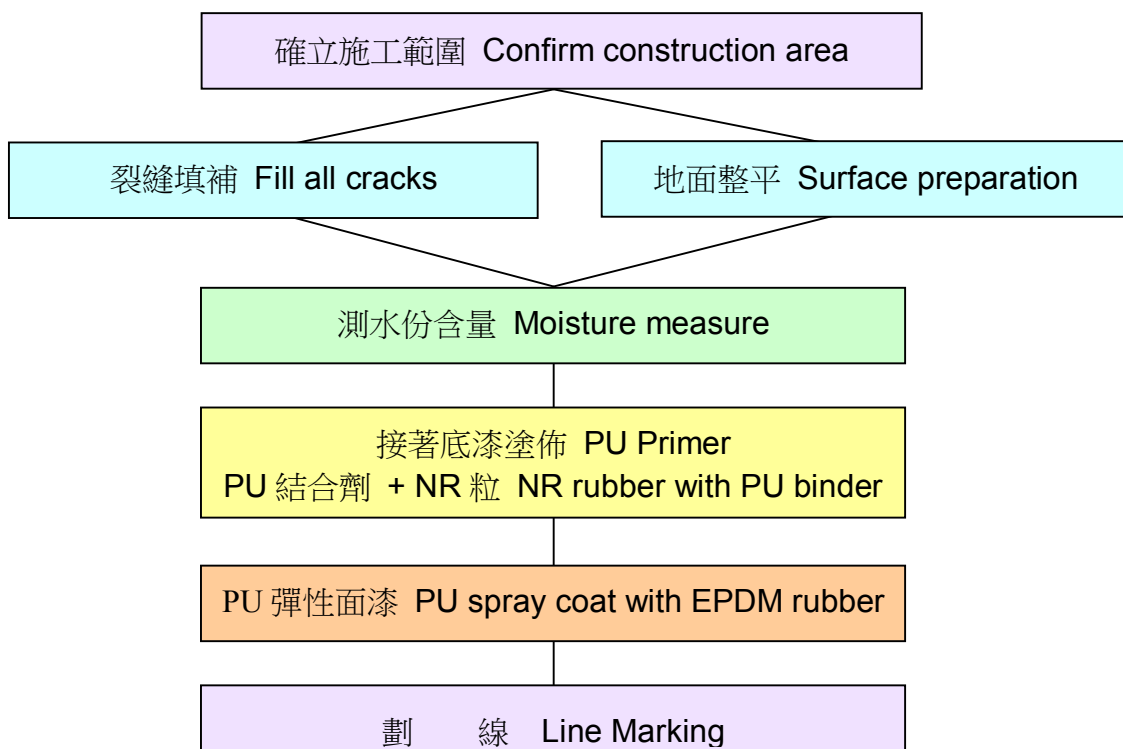 確立施工範圍 Confirm construction area
裂縫填補 Fill all cracks
地面整平 Surface preparation
測水份含量 Moisture measure
接著底漆塗佈 PU Primer
PU 結合劑 + NR 粒 NR rubber with PU binder
PU 彈性面漆 PU spray coat with EPDM rubber
劃 線 Line Marking